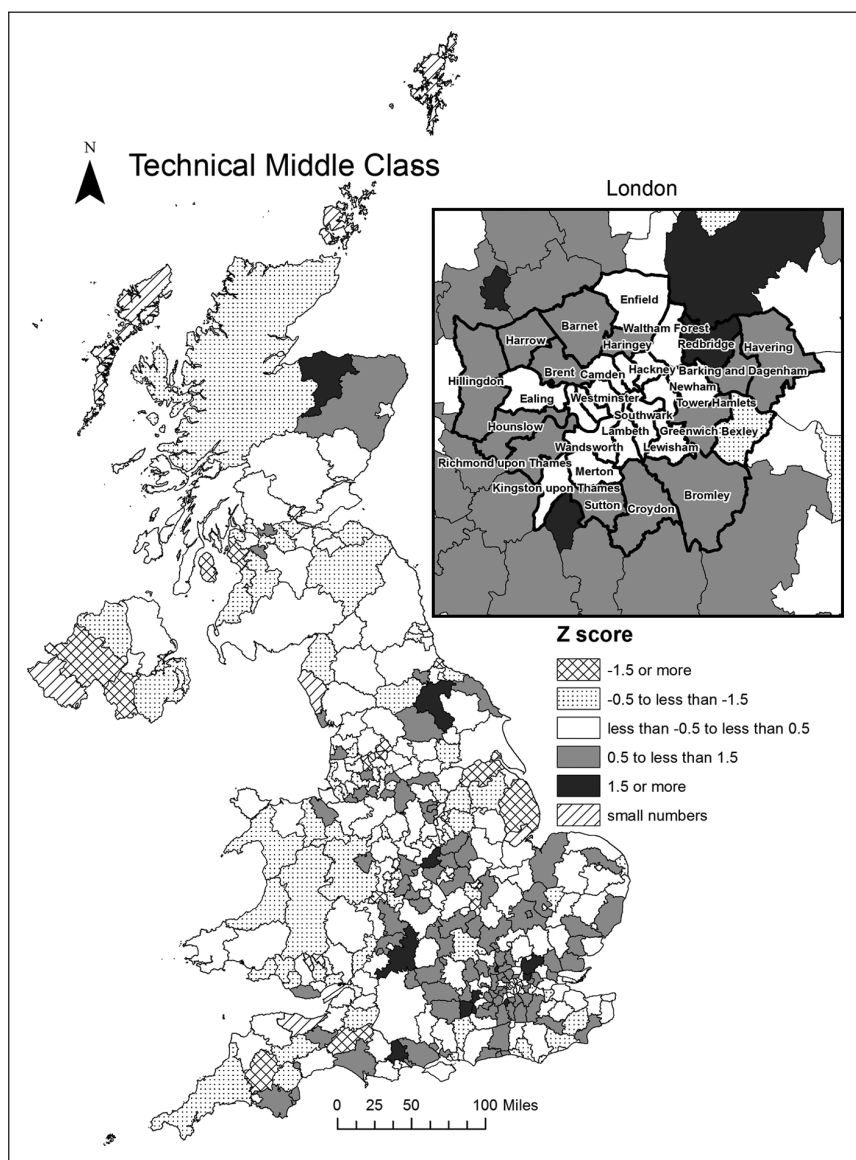 N
Technical Middle Class
London
Enfield
Barnet
Waltham Forest
Harrow
Haringey
Redbridge
Havering
Brent
Camden
Hackney
Barking and Dagenham
Hillingdon
Newham
Ealing
Westminster
Tower Hamlets
Southwark
Hounslow
Lambeth
Greenwich
Bexley
Wandsworth
Lewisham
Richmond upon Thames
Merton
Kingston upon Thames
Sutton
Croydon
Bromley
Z score
-1.5 or more
-0.5 to less than -1.5
less than -0.5 to less than 0.5
0.5 to less than 1.5
1.5 or more
small numbers
0 25 50 100 Miles